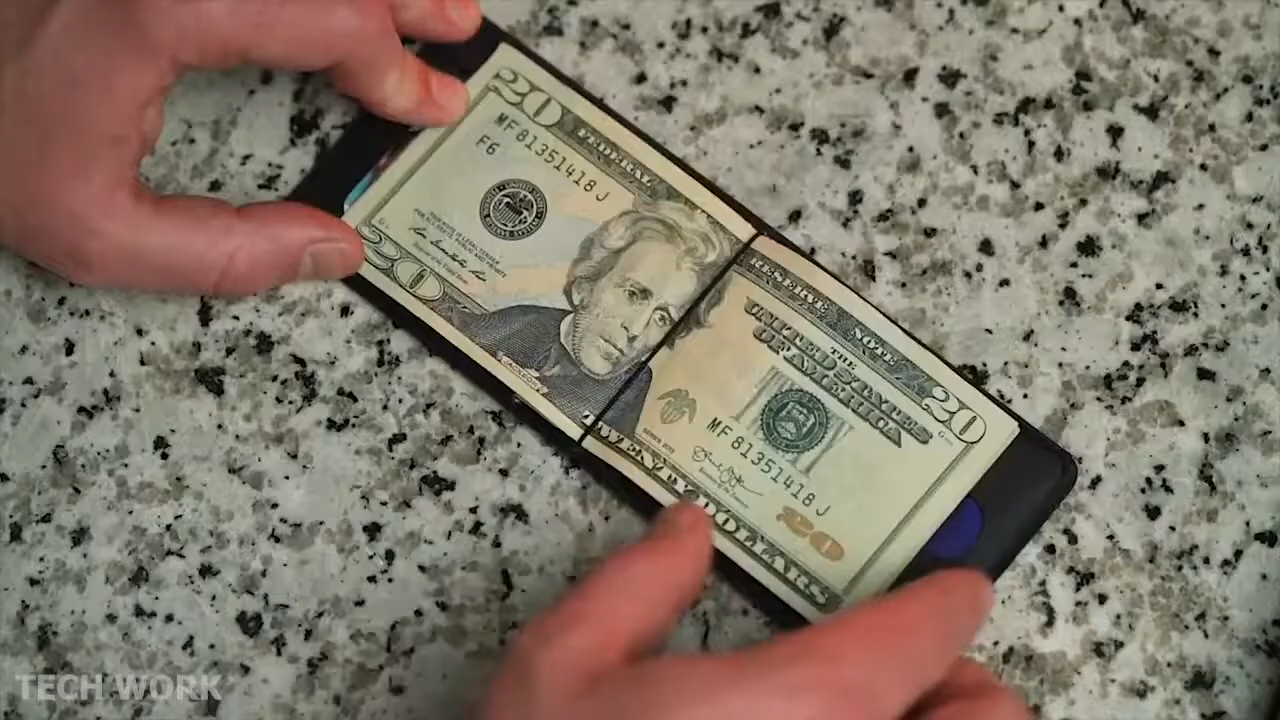 20
FEDERAL
MF81351418J
F6
20
JACKSON
RESERVE NOTE
THE
UNITED STATES
OF AMERICA
20
MF81351418J
20
TWENTY DOLLARS
TECH WORK